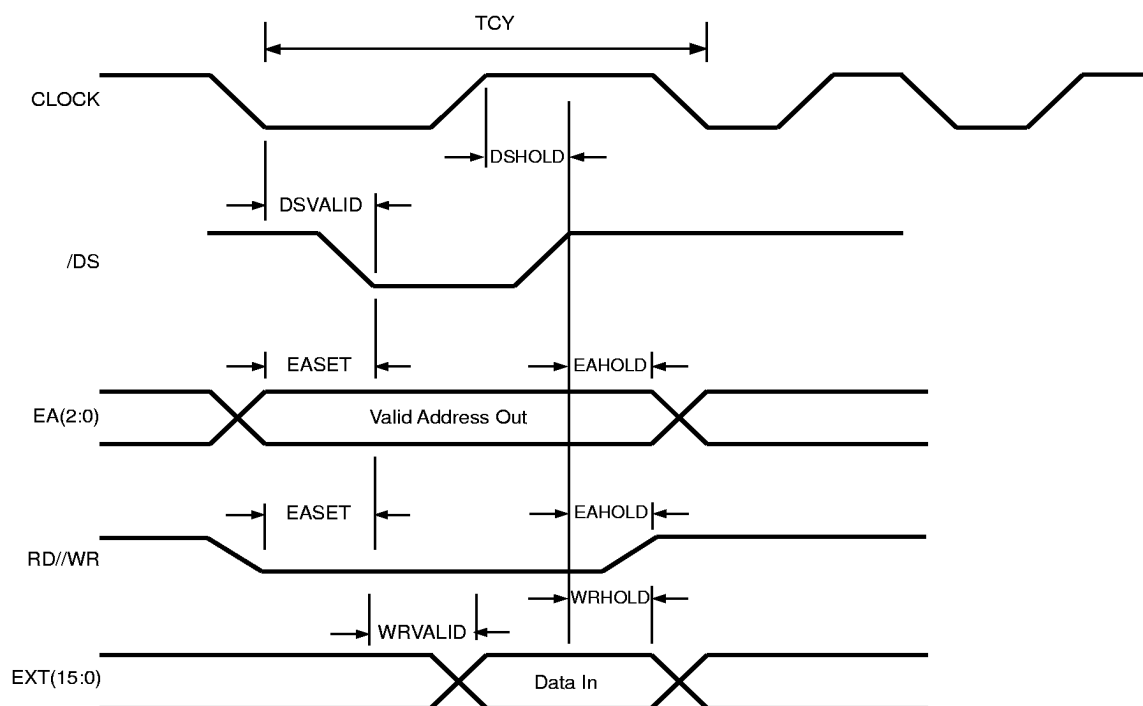 TCY
CLOCK
DSHOLD
DSVALID
/DS
EASET
EAHOLD
EA(2:0)
Valid Address Out
EASET
EAHOLD
RD//WR
WRHOLD
WRVALID
EXT(15:0)
Data In